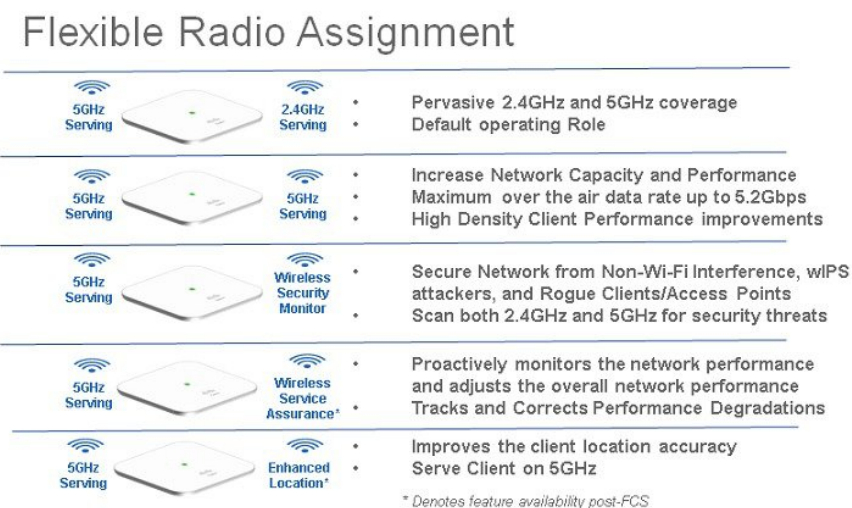 Flexible Radio Assignment
5GHz
Serving
2.4GHz
Serving
• Pervasive 2.4GHz and 5GHz coverage
• Default operating Role
5GHz
Serving
5GHz
Serving
• Increase Network Capacity and Performance
• Maximum over the air data rate up to 5.2Gbps
• High Density Client Performance improvements
5GHz
Serving
Wireless
Security
Monitor
• Secure Network from Non-Wi-Fi Interference, wIPS
attackers, and Rogue Clients/Access Points
• Scan both 2.4GHz and 5GHz for security threats
5GHz
Serving
Wireless
Service
Assurance*
• Proactively monitors the network performance
and adjusts the overall network performance
• Tracks and Corrects Performance Degradations
5GHz
Serving
Enhanced
Location*
• Improves the client location accuracy
• Serve Client on 5GHz
* Denotes feature availability post-FCS